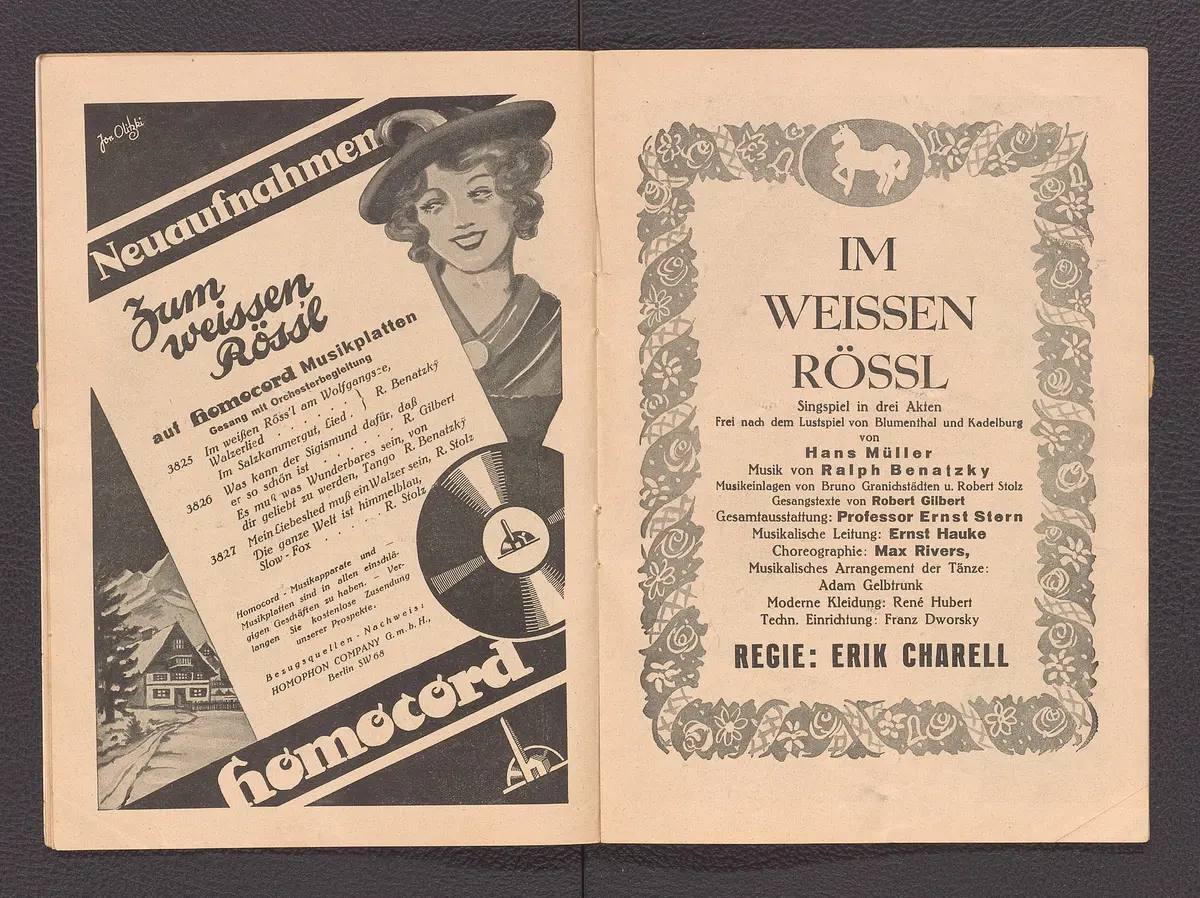 Jos Olitzki
Neuaufnahmen
Zum
weissen
Röss'l
auf homocord Musikplatten
Gesang mit Orchesterbegleitung
3825 Im weißen Röss'l am Wolfgangsee,
Walzerlied . . . . . . . } R. Benatzky
Im Salzkammergut, Lied .
3826 Was kann der Sigismund dafür, daß
er so schön ist . . . . . . . R. Gilbert
Es muß was Wunderbares sein, von
dir geliebt zu werden, Tango R. Benatzky
3827 Mein Liebeslied muß ein Walzer sein, R. Stolz
Die ganze Welt ist himmelblau,
Slow-Fox . . . . . . . R. Stolz
Homocord-Musikapparate und –
Musikplatten sind in allen einschlä-
gigen Geschäften zu haben. – Ver-
langen Sie kostenlose Zusendung
unserer Prospekte.
Bezugsquellen-Nachweis:
HOMOPHON COMPANY G.m.b.H.,
Berlin SW 68
homocord
h
IM
WEISSEN
RÖSSL
Singspiel in drei Akten
Frei nach dem Lustspiel von Blumenthal und Kadelburg
von
Hans Müller
Musik von Ralph Benatzky
Musikeinlagen von Bruno Granichstädten u. Robert Stolz
Gesangstexte von Robert Gilbert
Gesamtausstattung: Professor Ernst Stern
Musikalische Leitung: Ernst Hauke
Choreographie: Max Rivers,
Musikalisches Arrangement der Tänze:
Adam Gelbtrunk
Moderne Kleidung: René Hubert
Techn. Einrichtung: Franz Dworsky
REGIE: ERIK CHARELL